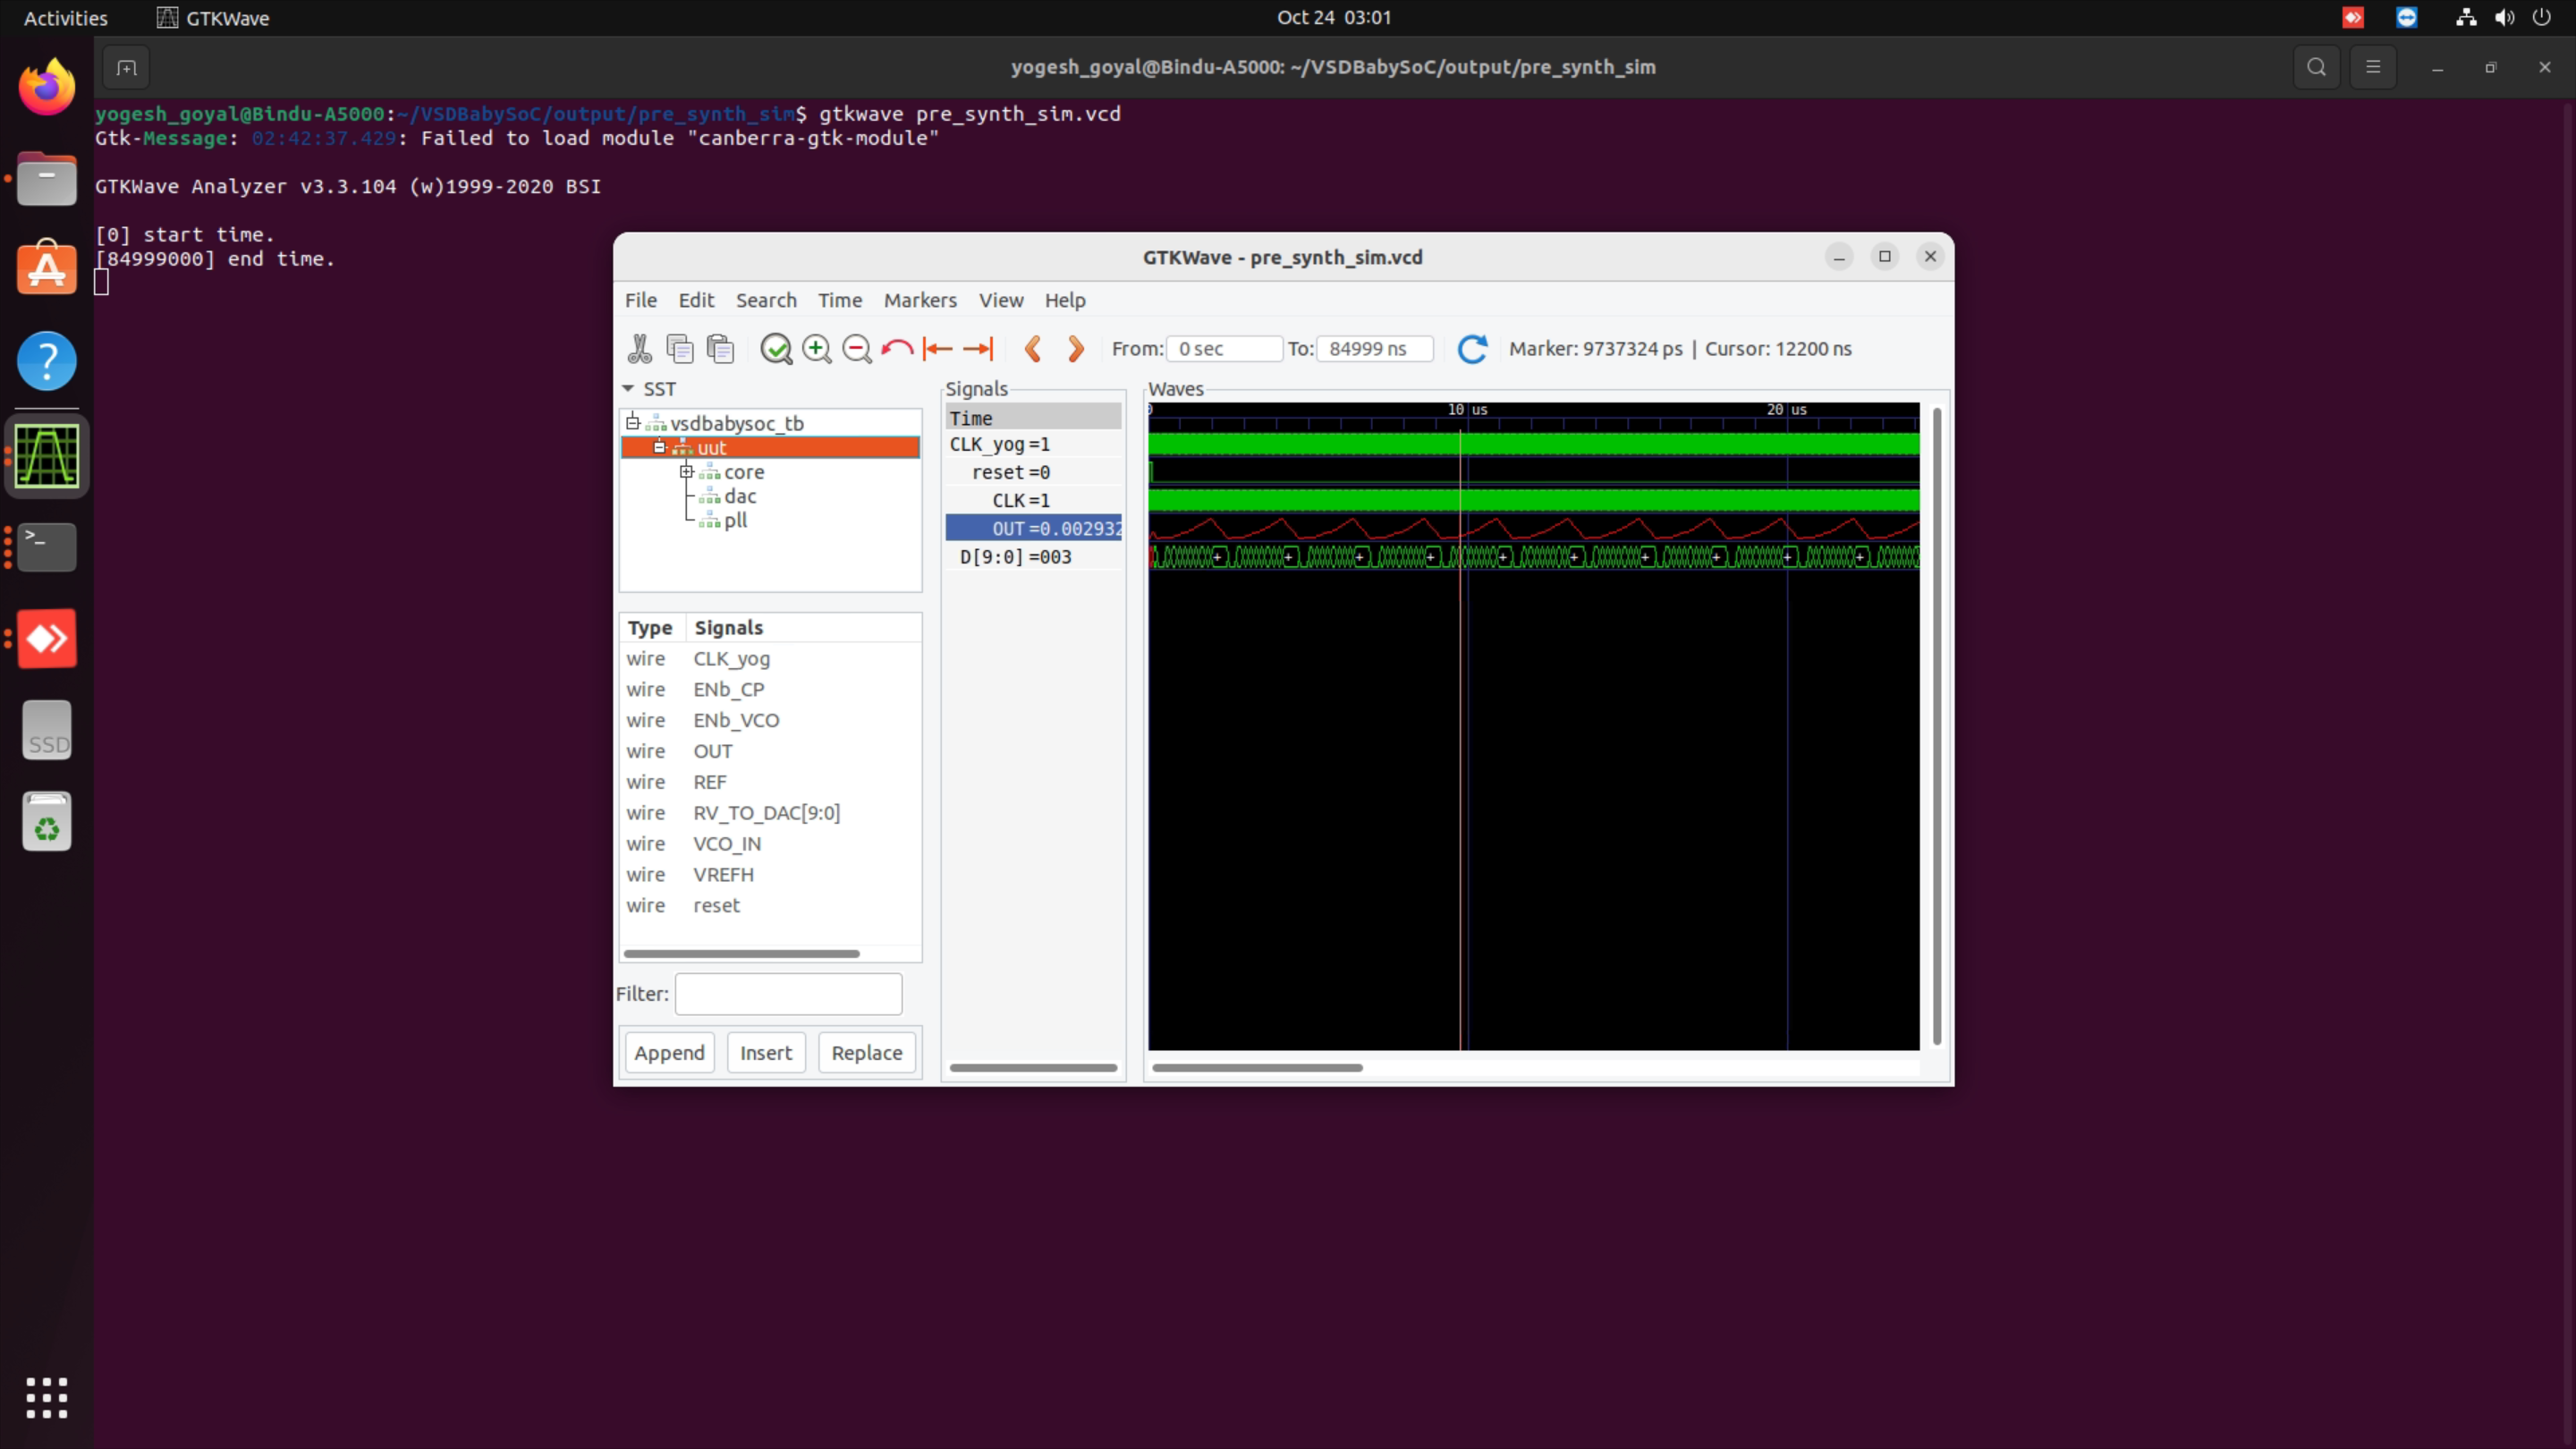 Activities GTKWave Oct 24 03:01
yogesh_goyal@Bindu-A5000: ~/VSDBabySoC/output/pre_synth_sim
yogesh_goyal@Bindu-A5000:~/VSDBabySoC/output/pre_synth_sim$ gtkwave pre_synth_sim.vcd
Gtk-Message: 02:42:37.429: Failed to load module "canberra-gtk-module"
GTKWave Analyzer v3.3.104 (w)1999-2020 BSI
[0] start time.
[84999000] end time.
GTKWave - pre_synth_sim.vcd
File Edit Search Time Markers View Help
From: 0 sec To: 84999 ns Marker: 9737324 ps | Cursor: 12200 ns
SST
vsdbabysoc_tb
uut
core
dac
pll
Type Signals
wire CLK_yog
wire ENb_CP
wire ENb_VCO
wire OUT
wire REF
wire RV_TO_DAC[9:0]
wire VCO_IN
wire VREFH
wire reset
Filter:
Append Insert Replace
Signals
Time
CLK_yog=1
reset=0
CLK=1
OUT=0.002932
D[9:0]=003
Waves
0 10 us 20 us
SSD